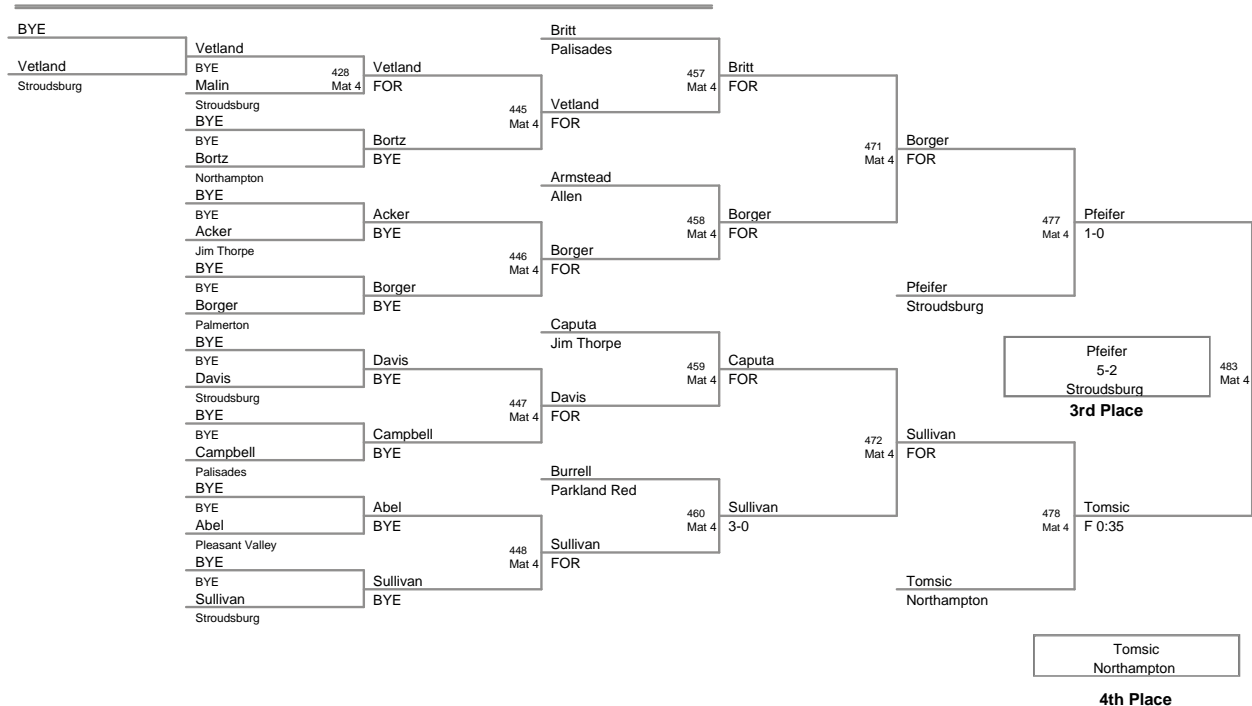 BYE
Vetland
Stroudsburg
Vetland
BYE
Malin
Stroudsburg
BYE
BYE
Bortz
Northampton
BYE
BYE
Acker
Jim Thorpe
BYE
BYE
Borger
Palmerton
BYE
BYE
Davis
Stroudsburg
BYE
BYE
Campbell
Palisades
BYE
BYE
Abel
Pleasant Valley
BYE
BYE
Sullivan
Stroudsburg
428
Mat 4
Vetland
FOR
Bortz
BYE
Acker
BYE
Borger
BYE
Davis
BYE
Campbell
BYE
Abel
BYE
Sullivan
BYE
445
Mat 4
446
Mat 4
447
Mat 4
448
Mat 4
Britt
Palisades
Vetland
FOR
Armstead
Allen
Borger
FOR
Caputa
Jim Thorpe
Davis
FOR
Burrell
Parkland Red
Sullivan
FOR
457
Mat 4
458
Mat 4
459
Mat 4
460
Mat 4
Britt
FOR
Borger
FOR
Caputa
FOR
Sullivan
3-0
471
Mat 4
472
Mat 4
Borger
FOR
Pfeifer
Stroudsburg
Sullivan
FOR
Tomsic
Northampton
477
Mat 4
478
Mat 4
Pfeifer
1-0
Tomsic
F 0:35
483
Mat 4
Pfeifer
5-2
Stroudsburg
3rd Place
Tomsic
Northampton
4th Place